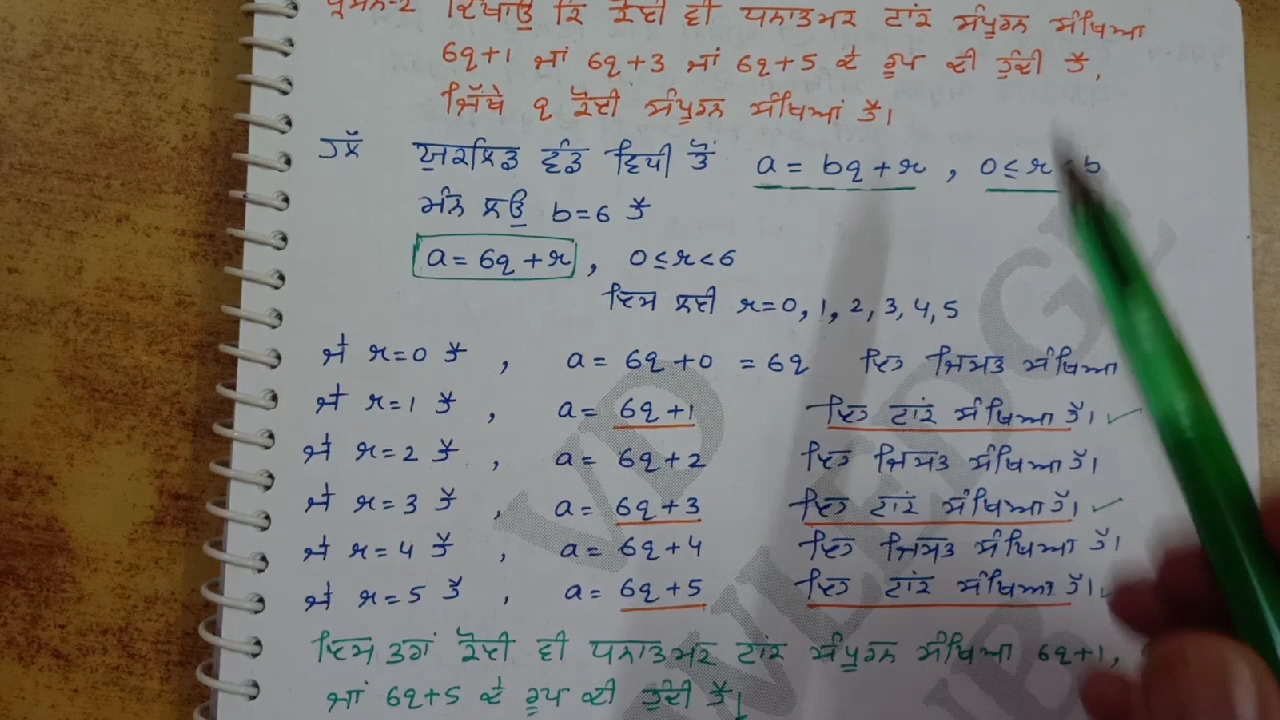 ਪ੍ਰਸ਼ਨ-2 ਦਿਖਾਉ ਕਿ ਕੋਈ ਵੀ ਧਨਾਤਮਕ ਟਾਂਕ ਸੰਪੂਰਨ ਸੰਖਿਆ
6q+1 ਜਾਂ 6q+3 ਜਾਂ 6q+5 ਦੇ ਰੂਪ ਦੀ ਹੁੰਦੀ ਹੈ,
ਜਿੱਥੇ q ਕੋਈ ਸੰਪੂਰਨ ਸੰਖਿਆਂ ਹੈ।
ਹੱਲ ਯੁਕਲਿਡ ਵੰਡ ਵਿਧੀ ਤੋਂ a = bq + r , 0≤r<b
ਮੰਨ ਲਉ b=6 ਹੈ
a = 6q + r , 0≤r<6
ਇਸ ਲਈ r=0, 1, 2, 3, 4, 5
ਜੇ r=0 ਹੈ , a = 6q +0 = 6q ਇਹ ਜਿਸਤ ਸੰਖਿਆ
ਜੇ r=1 ਹੈ , a = 6q+1 ਇਹ ਟਾਂਕ ਸੰਖਿਆ ਹੈ। ✓
ਜੇ r=2 ਹੈ , a = 6q+2 ਇਹ ਜਿਸਤ ਸੰਖਿਆ ਹੈ।
ਜੇ r=3 ਹੈ , a = 6q+3 ਇਹ ਟਾਂਕ ਸੰਖਿਆ ਹੈ। ✓
ਜੇ r=4 ਹੈ , a = 6q+4 ਇਹ ਜਿਸਤ ਸੰਖਿਆ ਹੈ।
ਜੇ r=5 ਹੈ , a = 6q+5 ਇਹ ਟਾਂਕ ਸੰਖਿਆ ਹੈ। ✓
ਇਸ ਤਰਾਂ ਕੋਈ ਵੀ ਧਨਾਤਮਕ ਟਾਂਕ ਸੰਪੂਰਨ ਸੰਖਿਆ 6q+1,
ਜਾਂ 6q+5 ਦੇ ਰੂਪ ਦੀ ਹੁੰਦੀ ਹੈ।